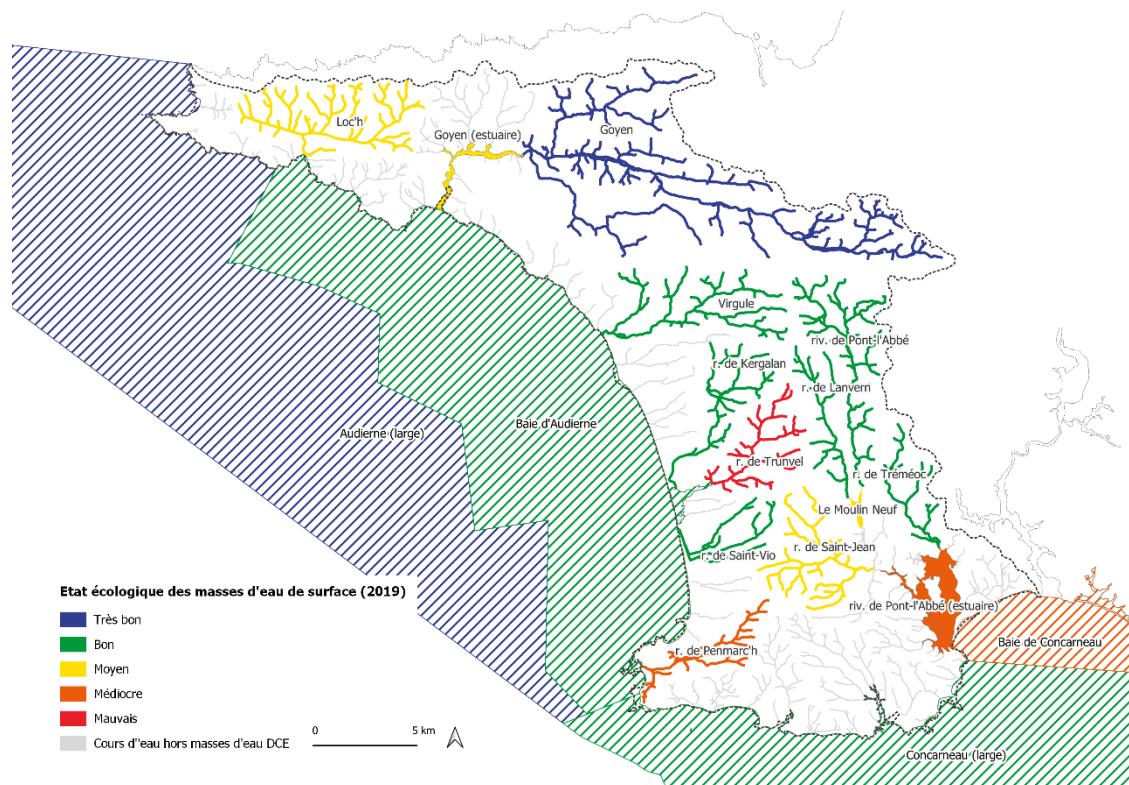 Loc'h
Goyen (estuaire)
Goyen
Virgule
riv. de Pont-l'Abbé
r. de Kergalan
r. de Lanvern
Baie d'Audierne
Audierne (large)
r. de Trunvel
r. de Tréméoc
Le Moulin Neuf
r. de Saint-Jean
r. de Saint-Vio
riv. de Pont-l'Abbé (estuaire)
Baie de Concarneau
r. de Penmarc'h
Concarneau (large)
Etat écologique des masses d'eau de surface (2019)
Très bon
Bon
Moyen
Médiocre
Mauvais
Cours d''eau hors masses d'eau DCE
0 5 km